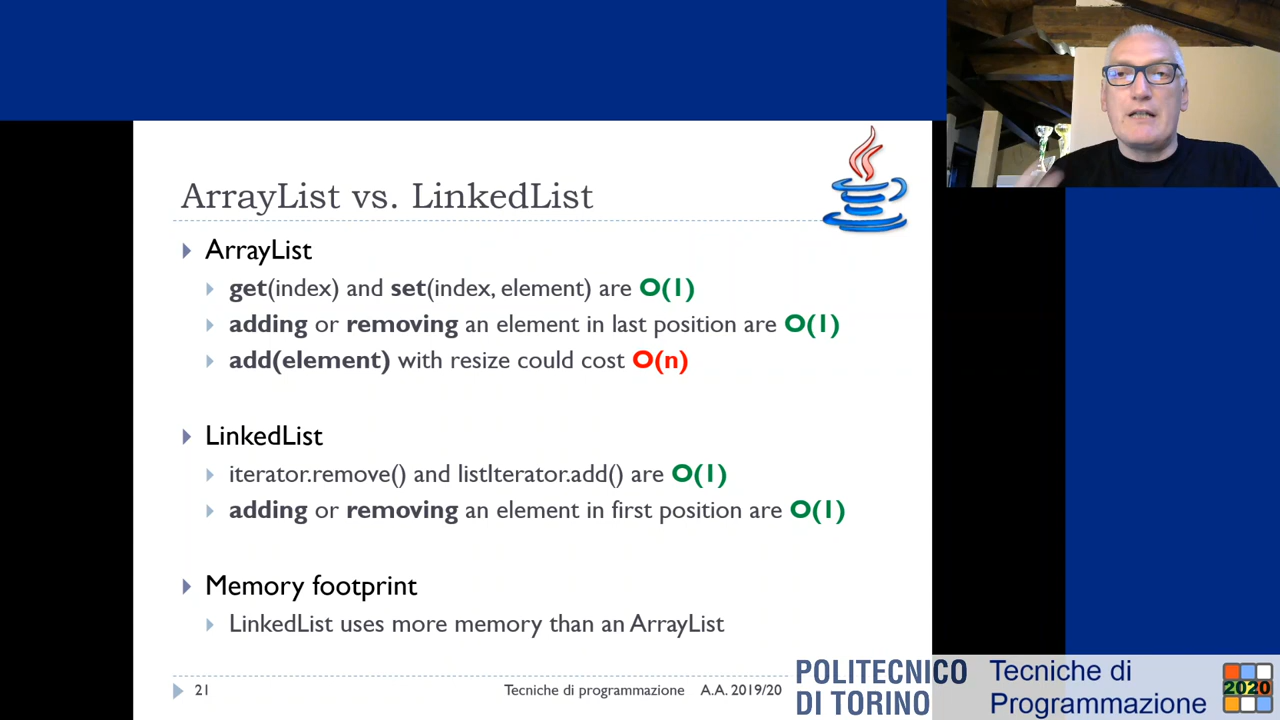 ArrayList vs. LinkedList
ArrayList
get(index) and set(index, element) are O(1)
adding or removing an element in last position are O(1)
add(element) with resize could cost O(n)
LinkedList
iterator.remove() and listIterator.add() are O(1)
adding or removing an element in first position are O(1)
Memory footprint
LinkedList uses more memory than an ArrayList
21
Tecniche di programmazione A.A. 2019/20
POLITECNICO
DI TORINO
Tecniche di
Programmazione
2020